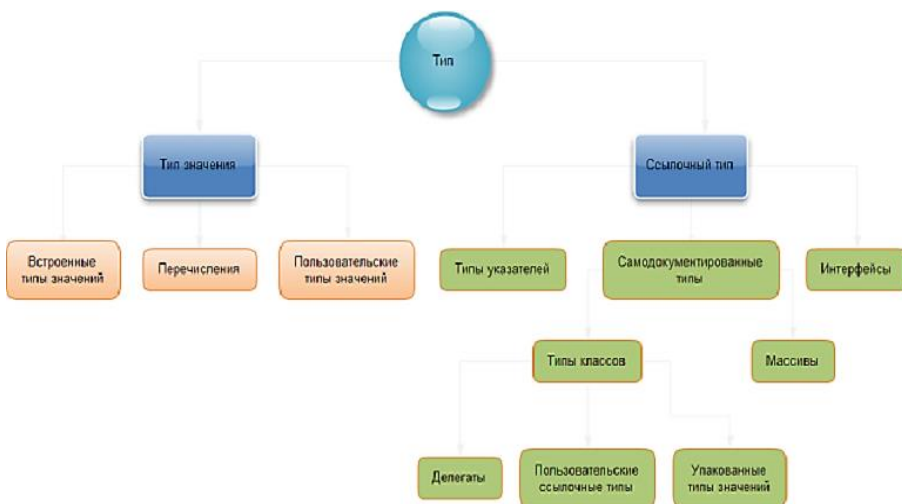 Тип
Тип значения
Ссылочный тип
Встроенные
типы значений
Перечисления
Пользовательские
типы значений
Типы указателей
Самодокументированные
типы
Интерфейсы
Типы классов
Массивы
Делегаты
Пользовательские
ссылочные типы
Упакованные
типы значений